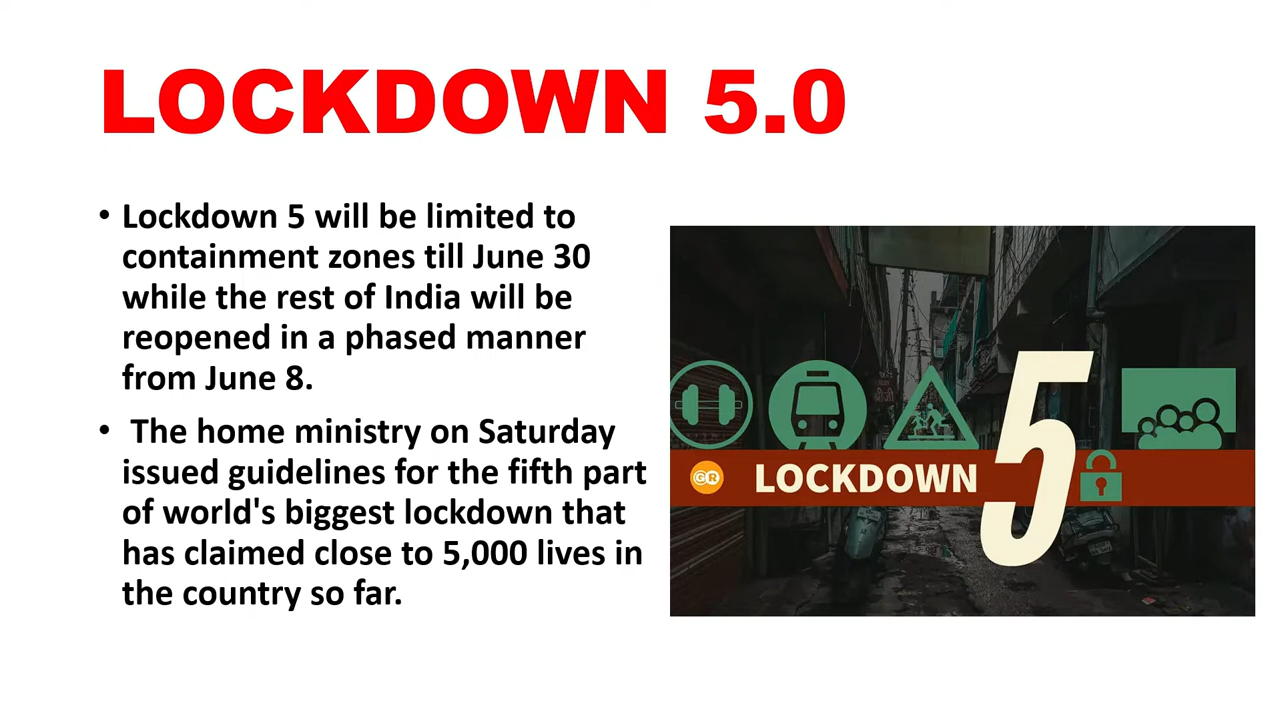 LOCKDOWN 5.0
• Lockdown 5 will be limited to
containment zones till June 30
while the rest of India will be
reopened in a phased manner
from June 8.
• The home ministry on Saturday
issued guidelines for the fifth part
of world's biggest lockdown that
has claimed close to 5,000 lives in
the country so far.
GR LOCKDOWN 5